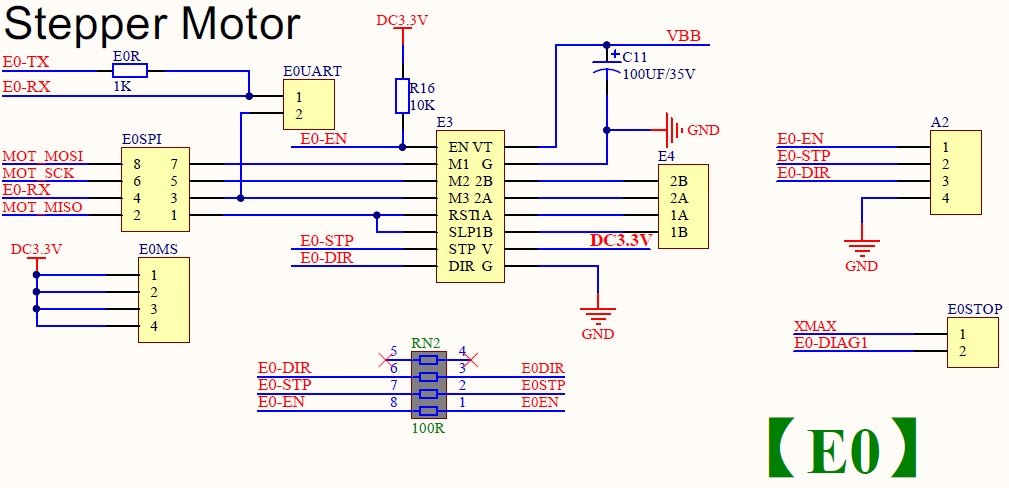 Stepper Motor
DC3.3V
VBB
E0-TX
E0R
1K
E0-RX
E0UART
1
2
R16
10K
C11
+
100UF/35V
GND
E0-EN
E3
EN VT
M1 G
M2 2B
M3 2A
RST1A
SLP1B
STP V
DIR G
E0SPI
MOT_MOSI
8 7
MOT_SCK
6 5
E0-RX
4 3
MOT_MISO
2 1
E4
2B
2A
1A
1B
DC3.3V
E0-STP
E0-DIR
GND
A2
E0-EN
1
E0-STP
2
E0-DIR
3
4
GND
DC3.3V
E0MS
1
2
3
4
RN2
5 4
E0-DIR 6 3 E0DIR
E0-STP 7 2 E0STP
E0-EN 8 1 E0EN
100R
E0STOP
XMAX 1
E0-DIAG1 2
【E0】